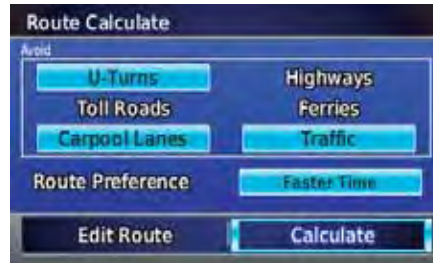 Route Calculate
Avoid
U-Turns Highways
Toll Roads Ferries
Carpool Lanes Traffic
Route Preference Faster Time
Edit Route Calculate